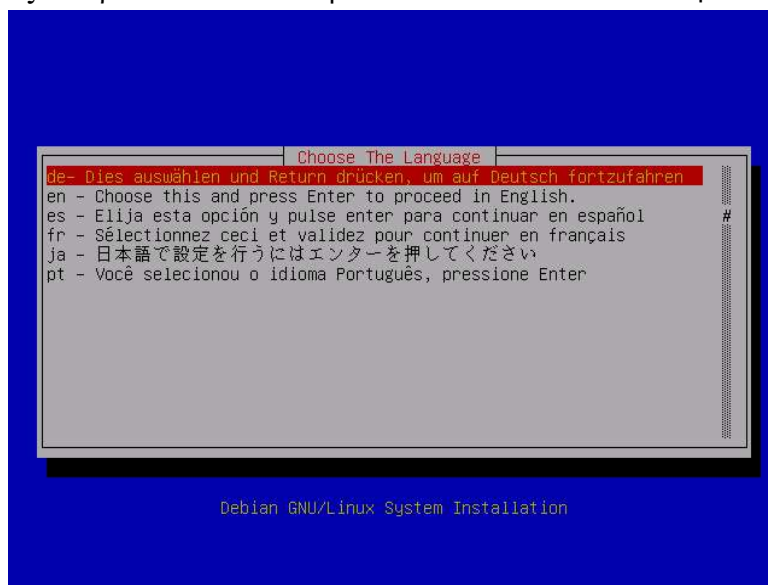 Choose The Language
de- Dies auswählen und Return drücken, um auf Deutsch fortzufahren
en - Choose this and press Enter to proceed in English.
es - Elija esta opción y pulse enter para continuar en español
#
fr - Sélectionnez ceci et validez pour continuer en français
ja - 日本語で設定を行うにはエンターを押してください
pt - Você selecionou o idioma Português, pressione Enter
Debian GNU/Linux System Installation